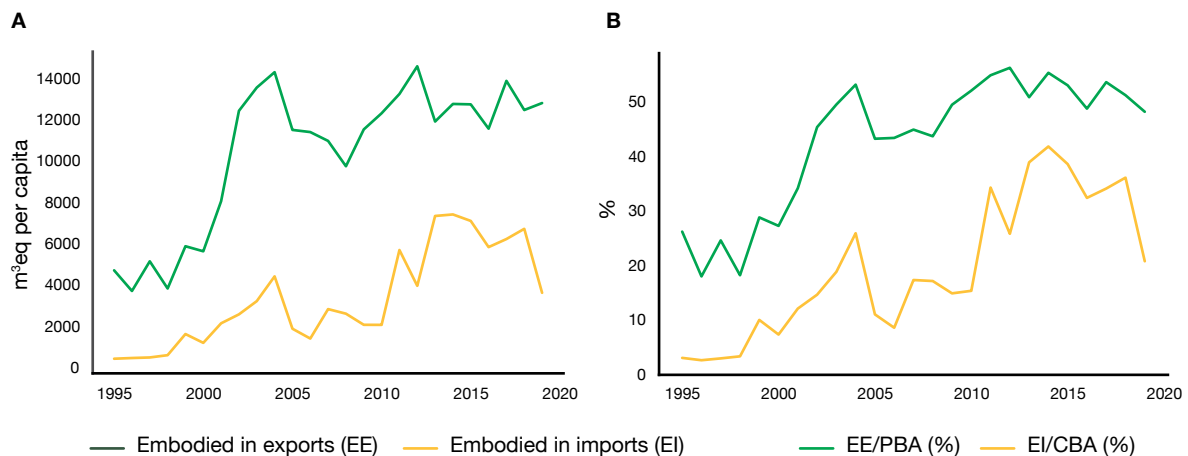 A
m³eq per capita
14000
12000
10000
8000
6000
4000
2000
0
1995 2000 2005 2010 2015 2020
B
%
50
40
30
20
10
0
1995 2000 2005 2010 2015 2020
Embodied in exports (EE) Embodied in imports (EI) EE/PBA (%) EI/CBA (%)